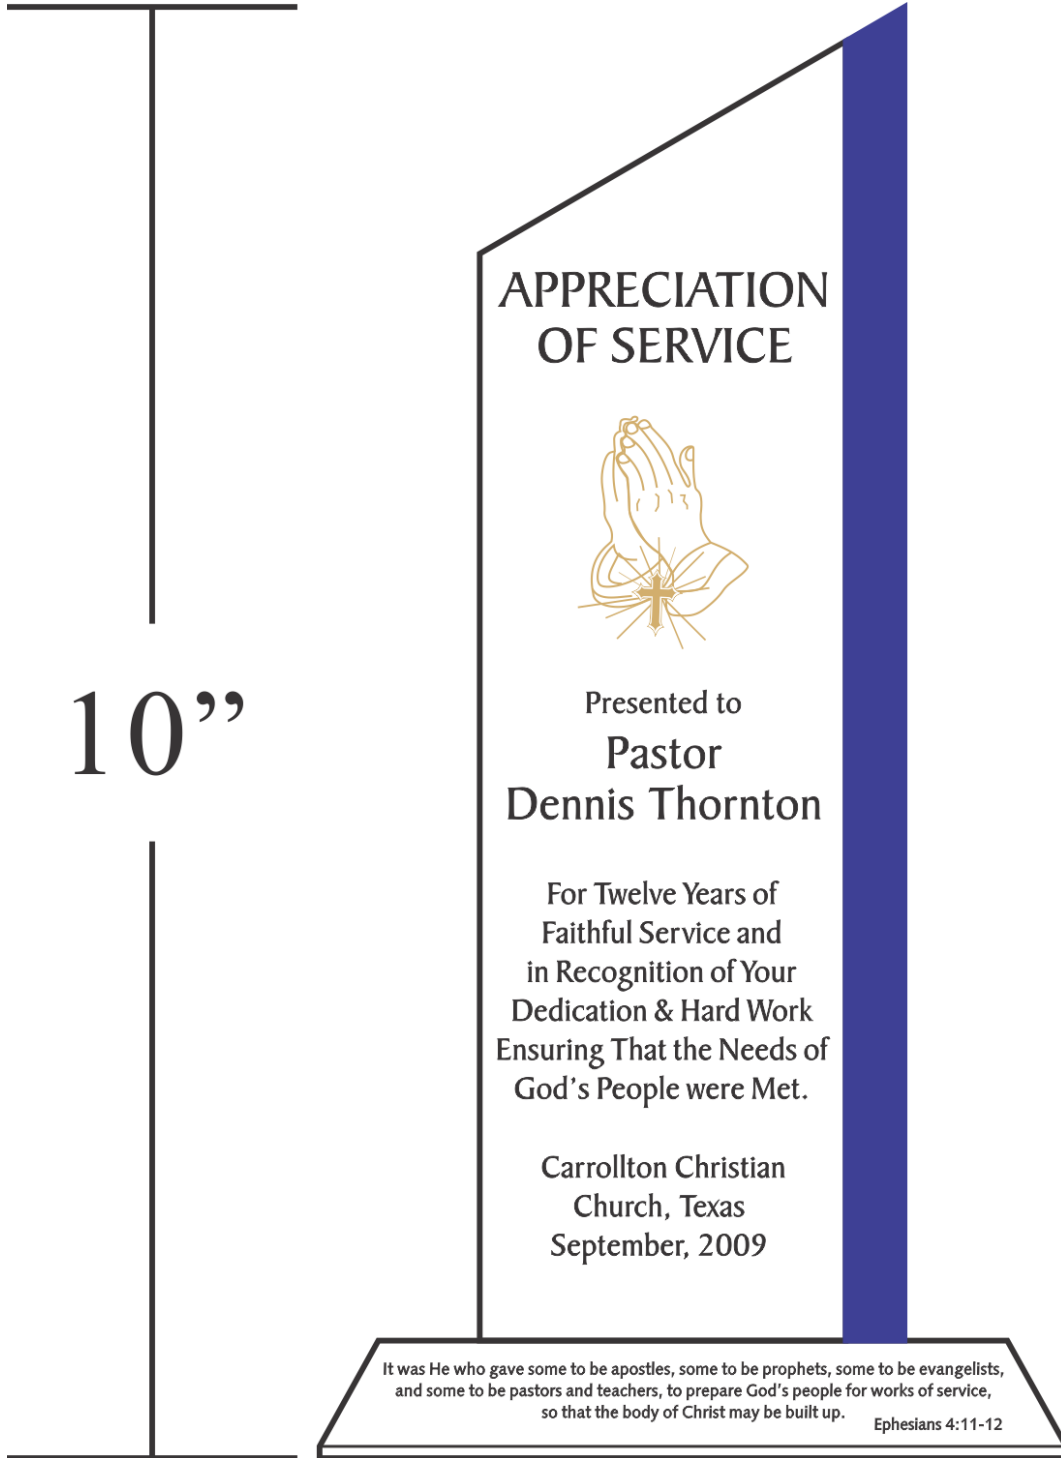 10”
APPRECIATION
OF SERVICE
Presented to
Pastor
Dennis Thornton
For Twelve Years of
Faithful Service and
in Recognition of Your
Dedication & Hard Work
Ensuring That the Needs of
God’s People were Met.
Carrollton Christian
Church, Texas
September, 2009
It was He who gave some to be apostles, some to be prophets, some to be evangelists,
and some to be pastors and teachers, to prepare God’s people for works of service,
so that the body of Christ may be built up.
Ephesians 4:11-12